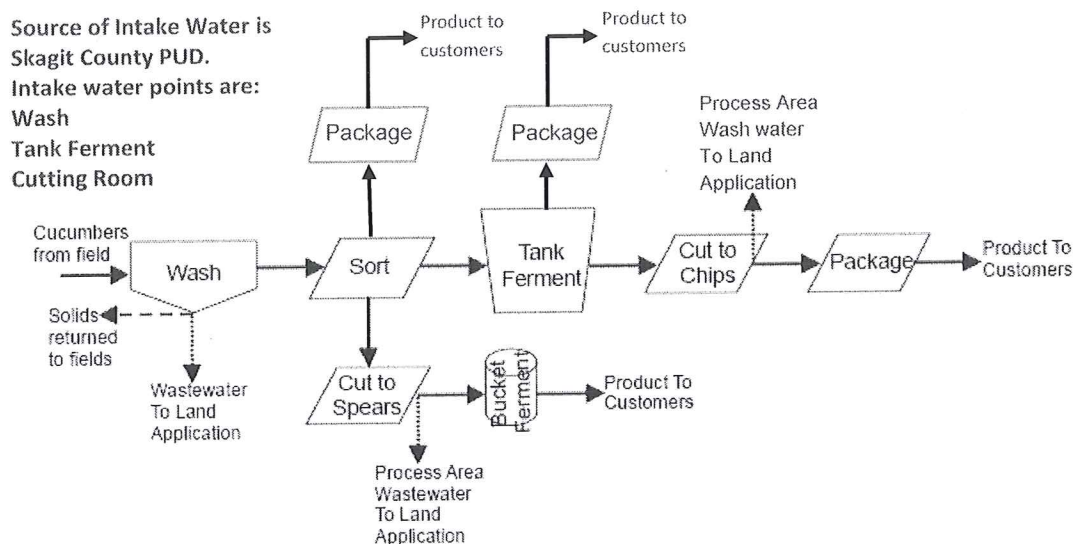 Source of Intake Water is
Skagit County PUD.
Intake water points are:
Wash
Tank Ferment
Cutting Room
Product to
customers
Product to
customers
Package
Package
Process Area
Wash water
To Land
Application
Cucumbers
from field
Wash
Sort
Tank
Ferment
Cut to
Chips
Package
Product To
Customers
Solids
returned
to fields
Wastewater
To Land
Application
Cut to
Spears
Bucket
Ferment
Product To
Customers
Process Area
Wastewater
To Land
Application